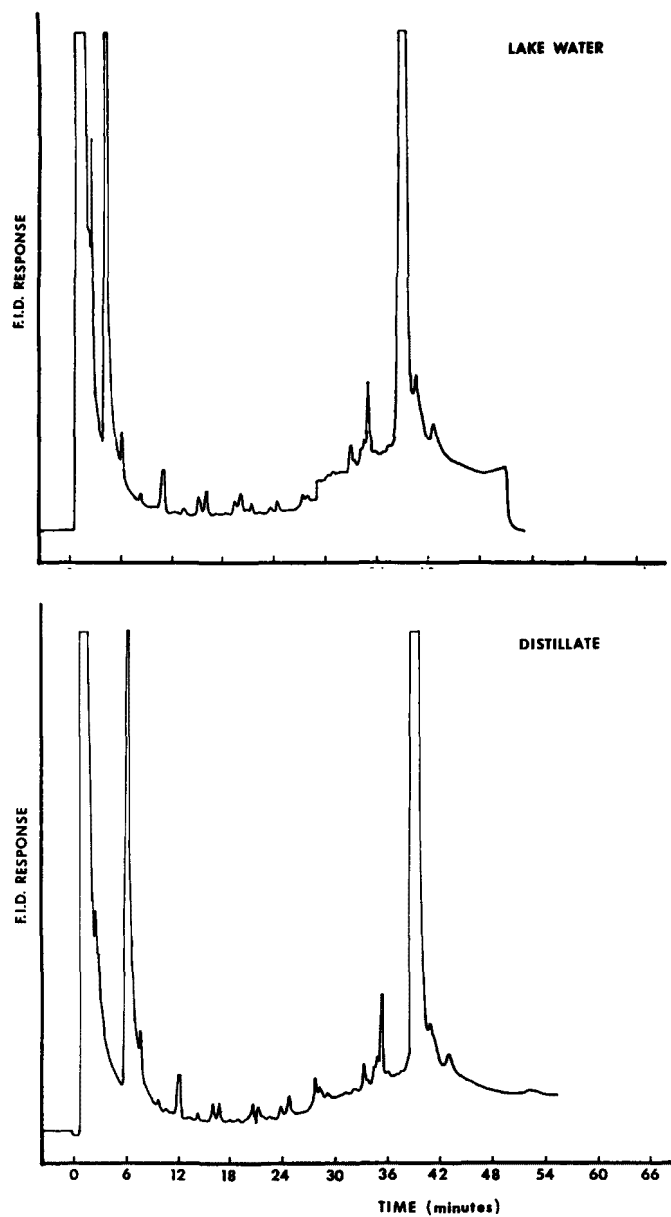 LAKE WATER
F.I.D. RESPONSE
DISTILLATE
F.I.D. RESPONSE
0 6 12 18 24 30 36 42 48 54 60 66
TIME (minutes)